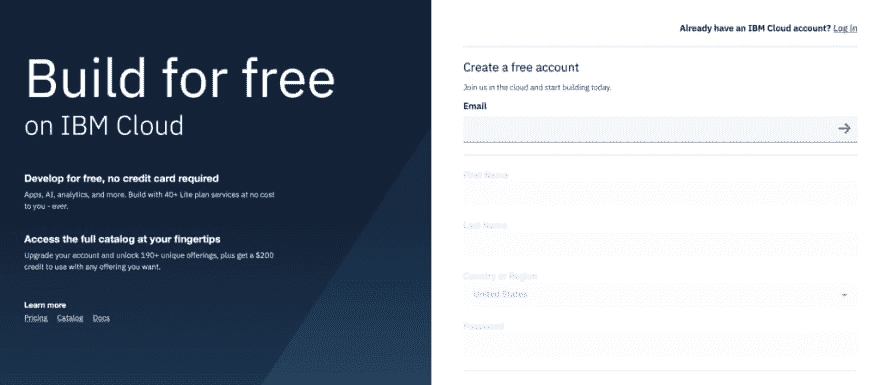 Build for free
on IBM Cloud
Develop for free, no credit card required
Apps, AI, analytics, and more. Build with 40+ Lite plan services at no cost
to you - ever.
Access the full catalog at your fingertips
Upgrade your account and unlock 190+ unique offerings, plus get a $200
credit to use with any offering you want.
Learn more
Pricing Catalog Docs
Already have an IBM Cloud account? Log in
Create a free account
Join us in the cloud and start building today.
Email
First Name
Last Name
Country or Region
United States
Password